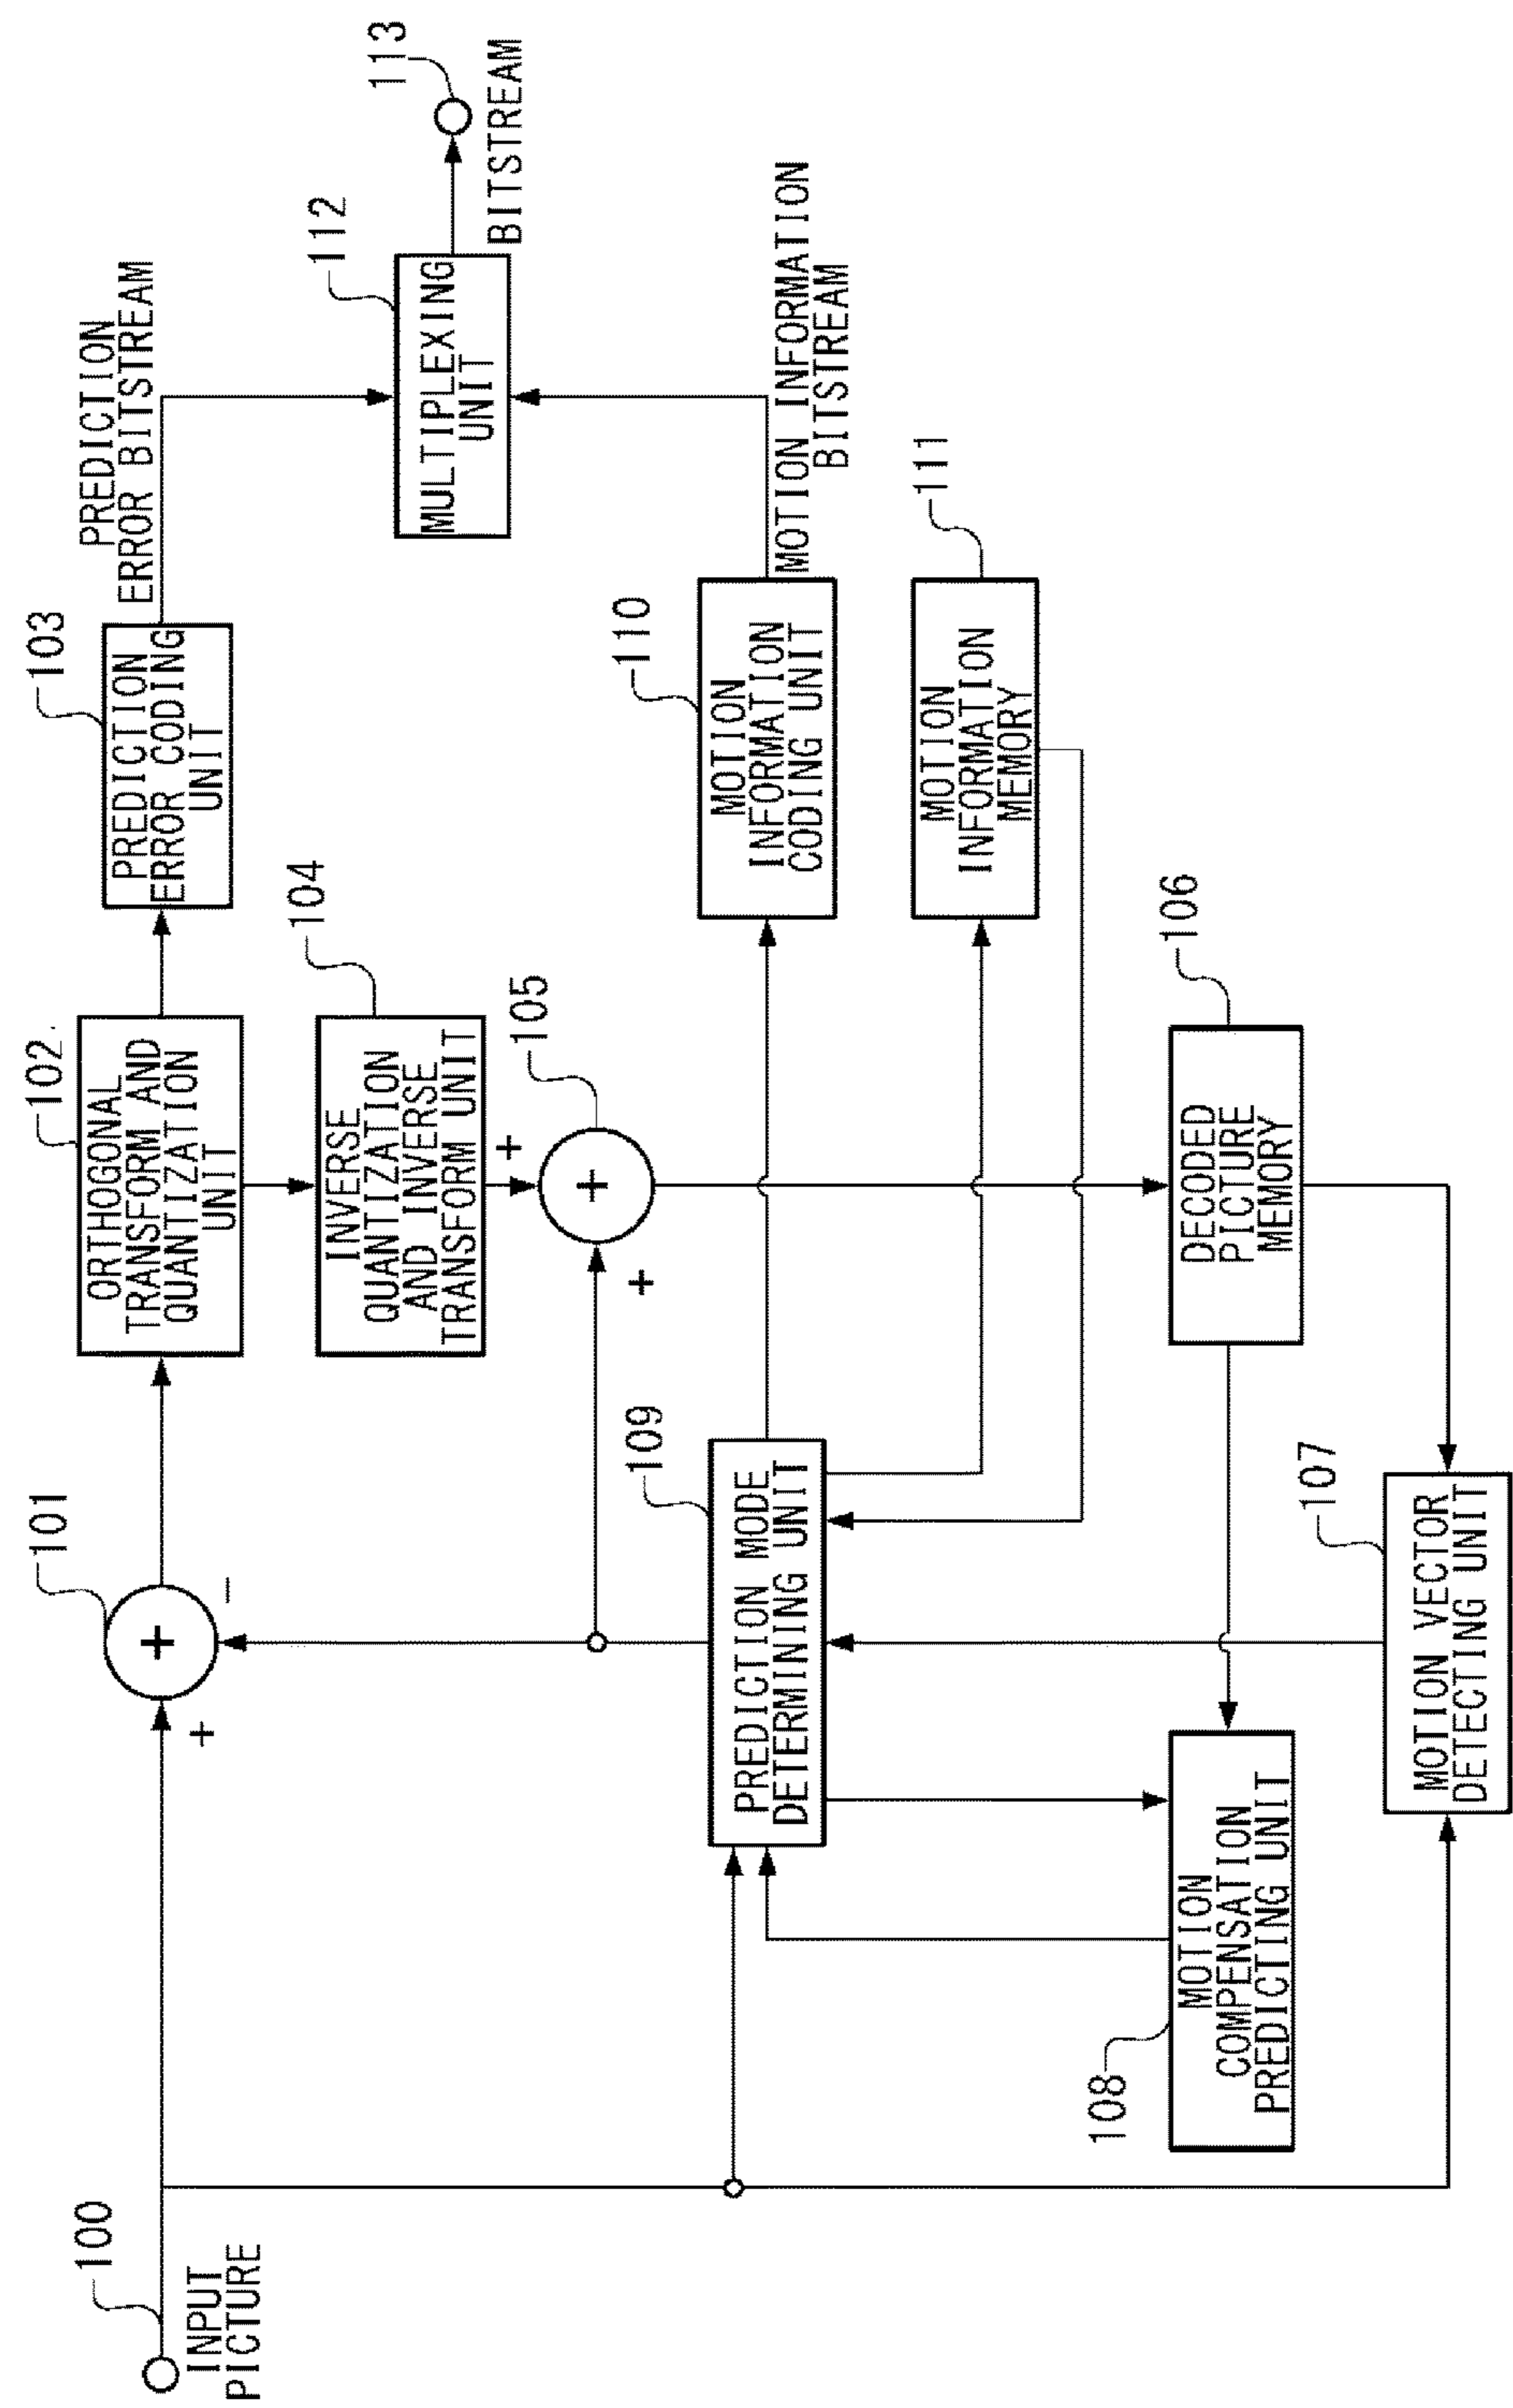 100
INPUT
PICTURE
101
+
+
−
102
ORTHOGONAL
TRANSFORM AND
QUANTIZATION
UNIT
103
PREDICTION
ERROR CODING
UNIT
PREDICTION
ERROR BITSTREAM
104
INVERSE
QUANTIZATION
AND INVERSE
TRANSFORM UNIT
105
+
+
+
112
MULTIPLEXING
UNIT
113
BITSTREAM
109
PREDICTION MODE
DETERMINING UNIT
110
MOTION
INFORMATION
CODING UNIT
MOTION INFORMATION
BITSTREAM
111
MOTION
INFORMATION
MEMORY
108
MOTION
COMPENSATION
PREDICTING UNIT
106
DECODED
PICTURE
MEMORY
107
MOTION VECTOR
DETECTING UNIT